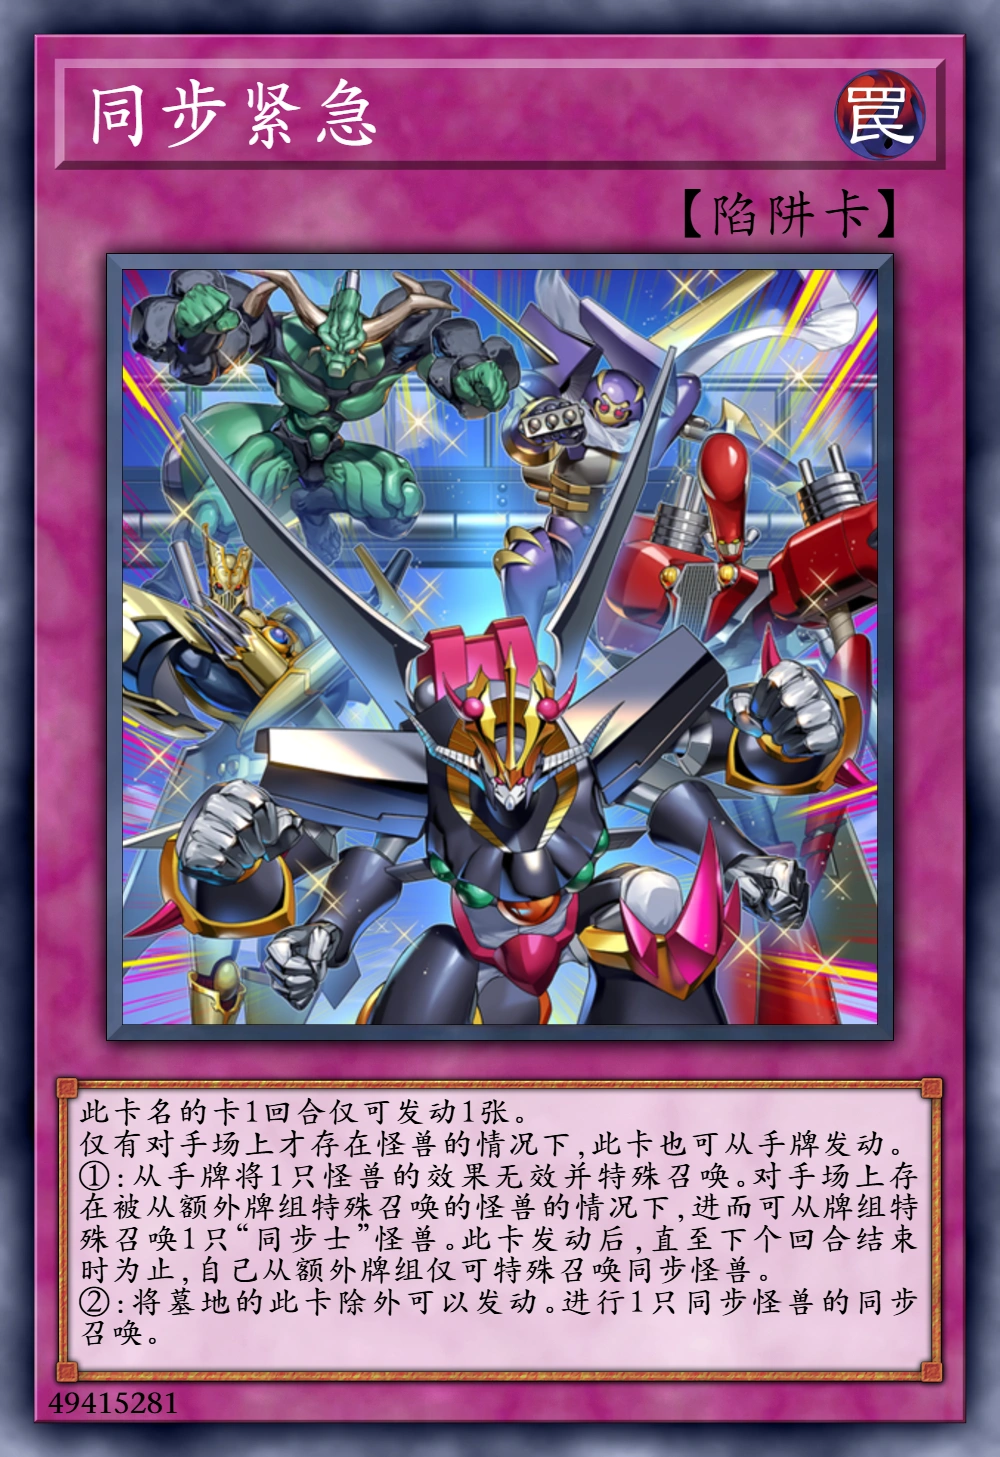 同步紧急
罠
【陷阱卡】
此卡名的卡1回合仅可发动1张。
仅有对手场上才存在怪兽的情况下,此卡也可从手牌发动。
①:从手牌将1只怪兽的效果无效并特殊召唤。对手场上存
在被从额外牌组特殊召唤的怪兽的情况下,进而可从牌组特
殊召唤1只“同步士”怪兽。此卡发动后,直至下个回合结束
时为止,自己从额外牌组仅可特殊召唤同步怪兽。
②:将墓地的此卡除外可以发动。进行1只同步怪兽的同步
召唤。
49415281